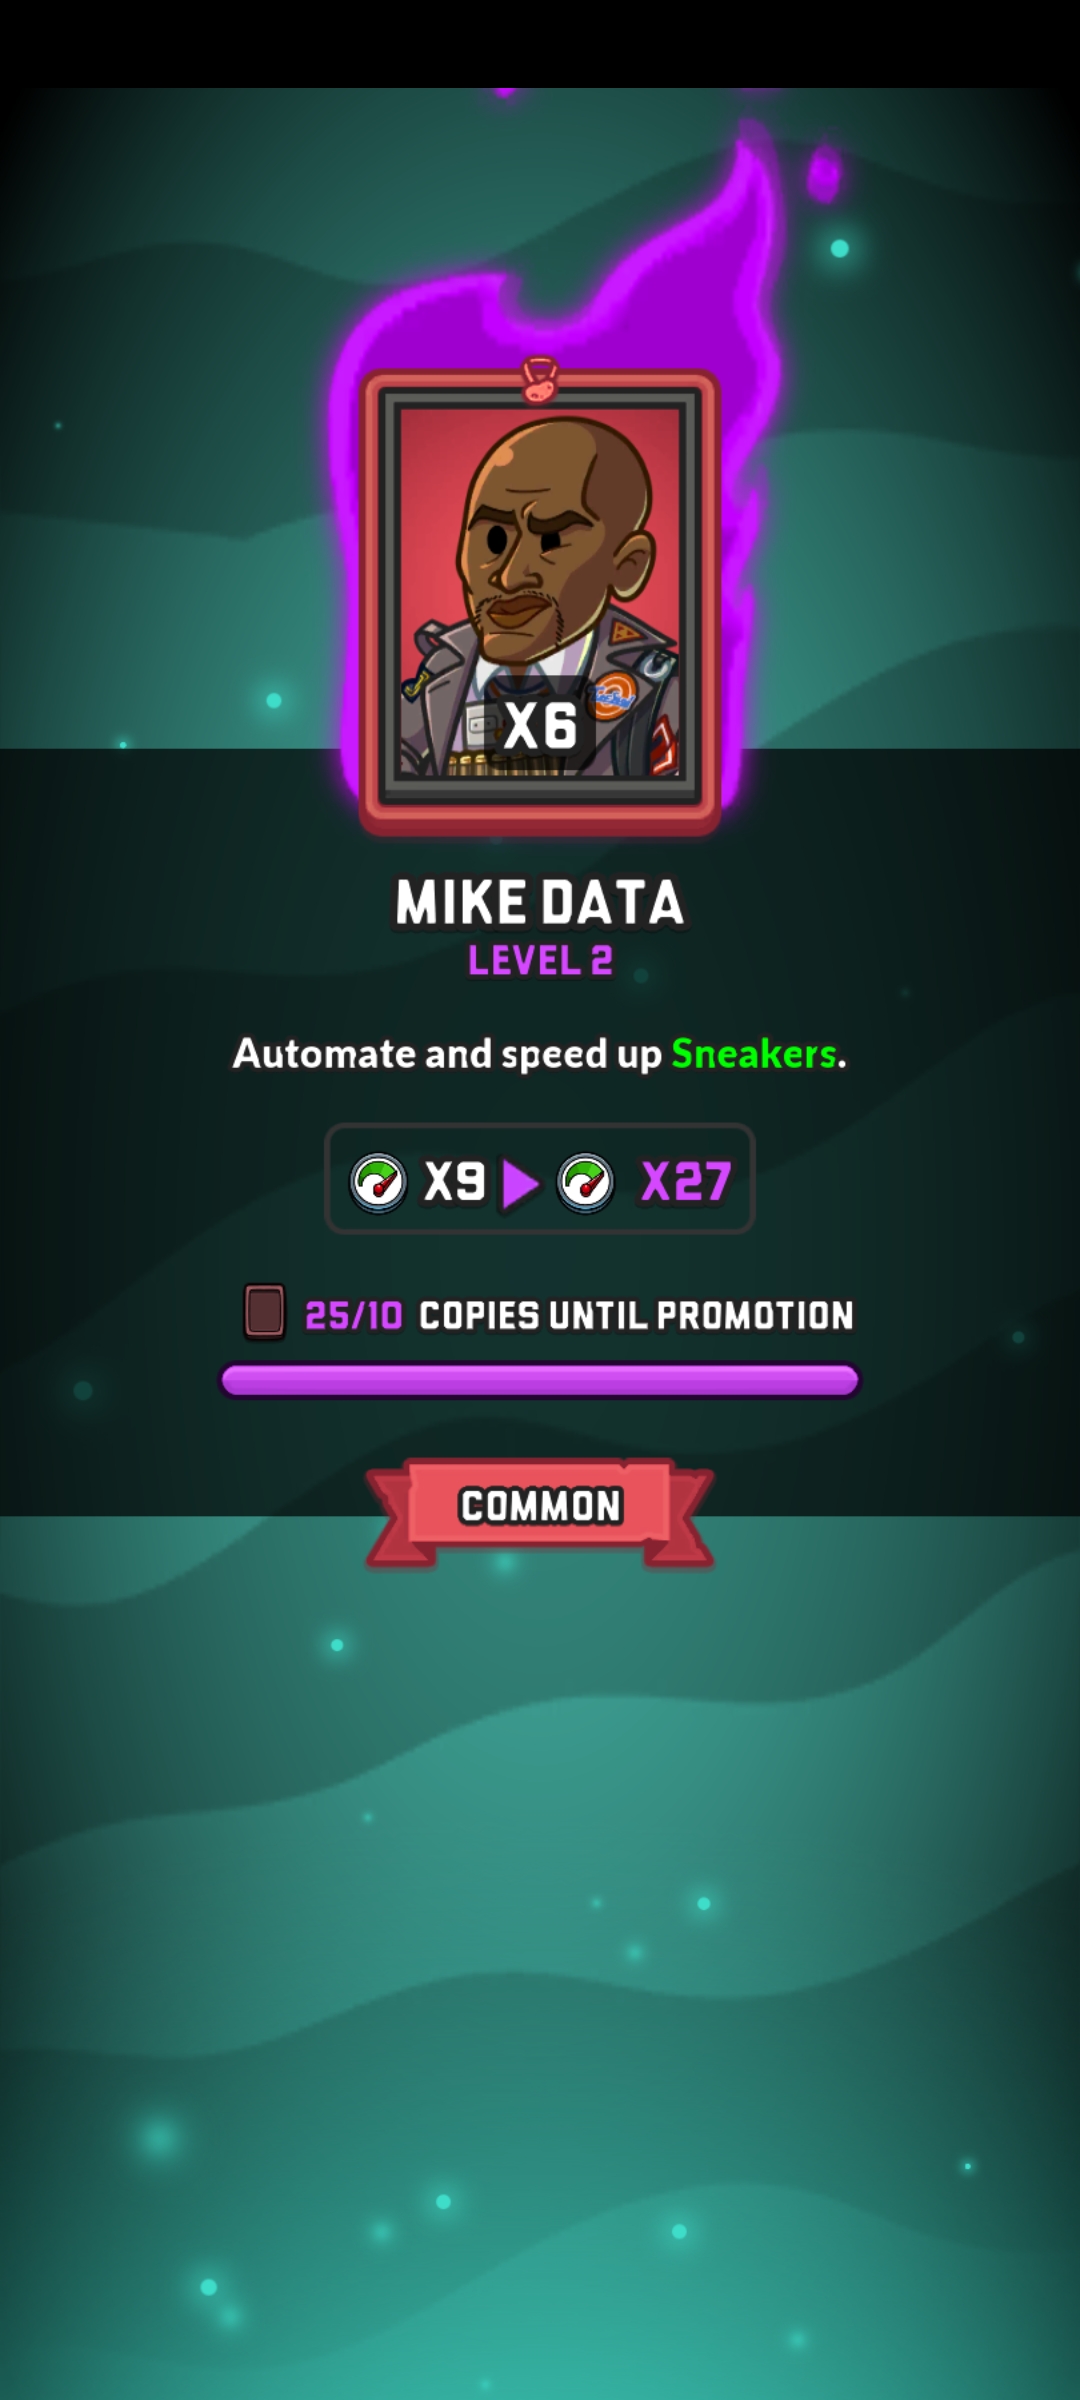 X6
MIKE DATA
LEVEL 2
Automate and speed up Sneakers.
X9 X27
25/10 COPIES UNTIL PROMOTION
COMMON